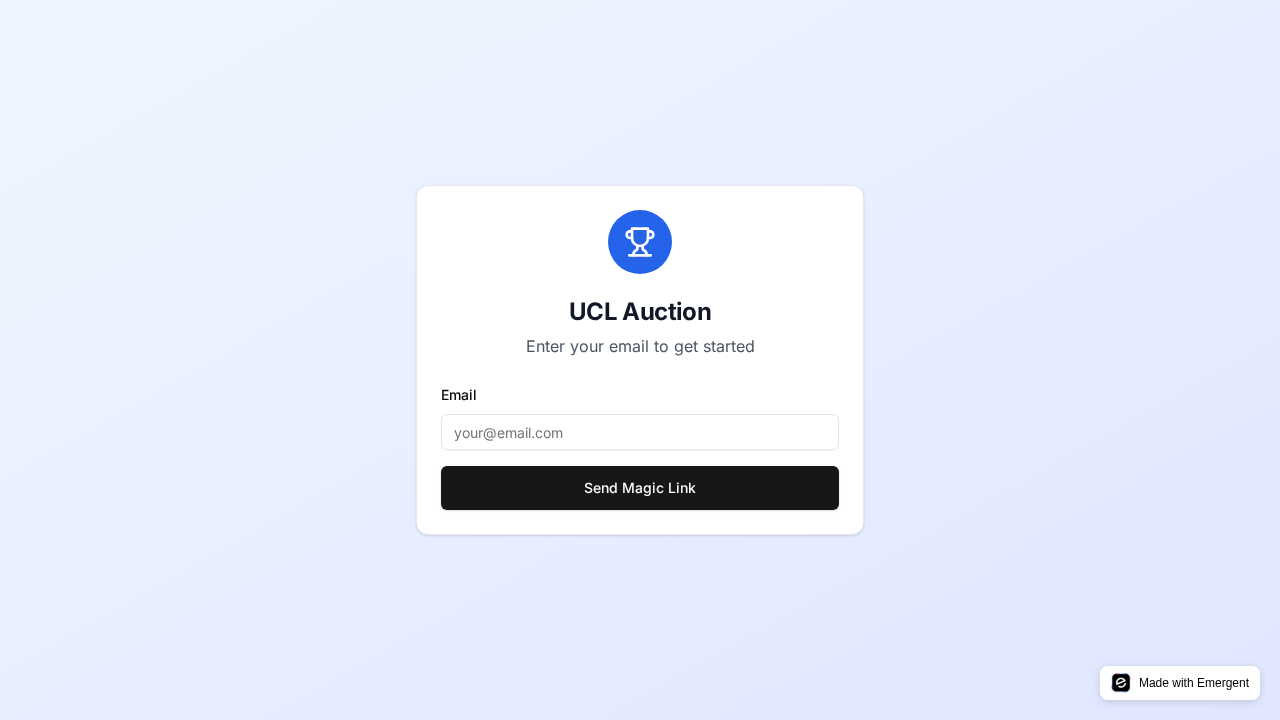 UCL Auction
Enter your email to get started
Email
your@email.com
Send Magic Link
Made with Emergent